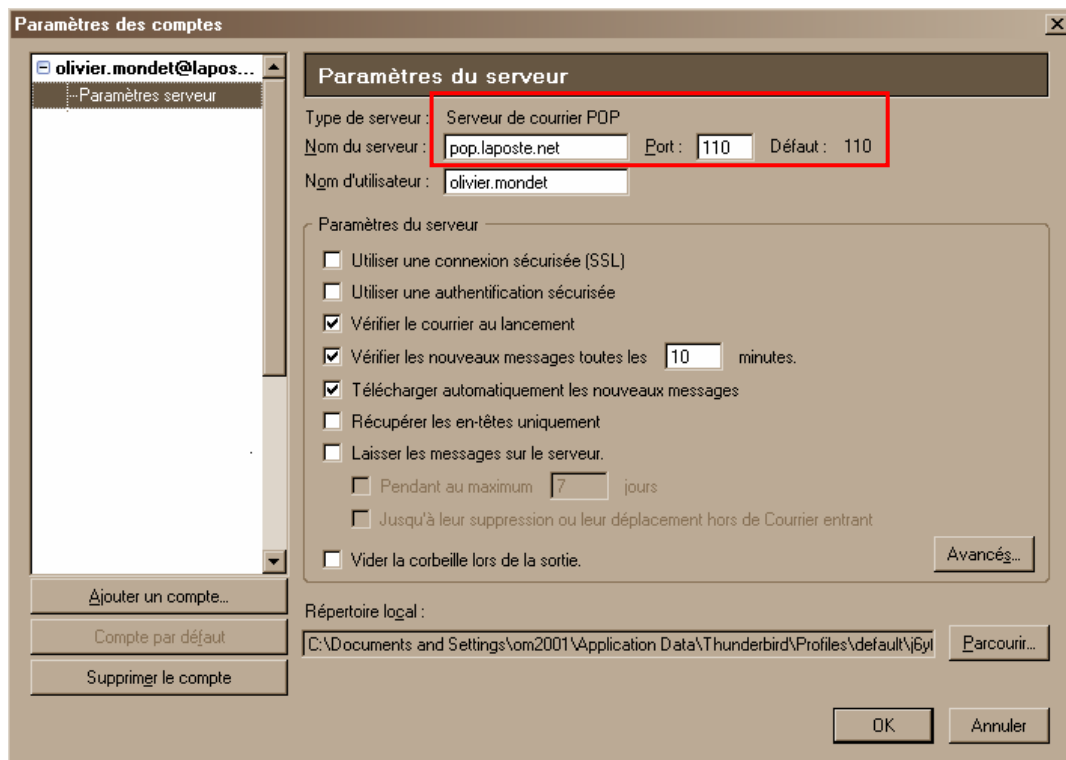 Paramètres des comptes
olivier.mondet@lapos...
Paramètres serveur
Ajouter un compte...
Compte par défaut
Supprimer le compte
Paramètres du serveur
Type de serveur : Serveur de courrier POP
Nom du serveur : pop.laposte.net Port : 110 Défaut : 110
Nom d'utilisateur : olivier.mondet
Paramètres du serveur
Utiliser une connexion sécurisée (SSL)
Utiliser une authentification sécurisée
Vérifier le courrier au lancement
Vérifier les nouveaux messages toutes les 10 minutes.
Télécharger automatiquement les nouveaux messages
Récupérer les en-têtes uniquement
Laisser les messages sur le serveur.
Pendant au maximum 7 jours
Jusqu'à leur suppression ou leur déplacement hors de Courrier entrant
Vider la corbeille lors de la sortie.
Avancés...
Répertoire local :
C:\Documents and Settings\om2001\Application Data\Thunderbird\Profiles\default\j6yl Parcourir...
OK Annuler